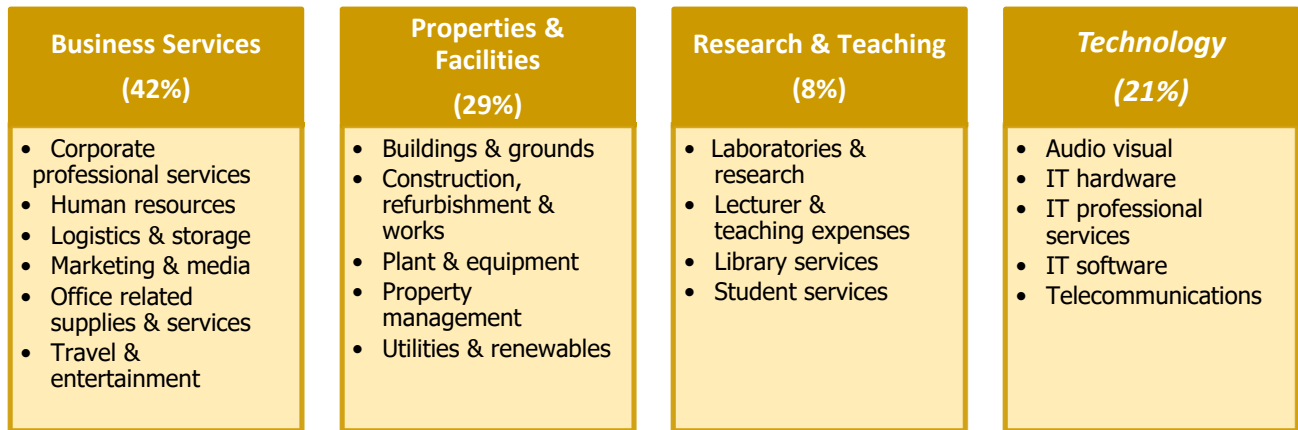 Business Services
(42%)
• Corporate
professional services
• Human resources
• Logistics & storage
• Marketing & media
• Office related
supplies & services
• Travel &
entertainment
Properties &
Facilities
(29%)
• Buildings & grounds
• Construction,
refurbishment &
works
• Plant & equipment
• Property
management
• Utilities & renewables
Research & Teaching
(8%)
• Laboratories &
research
• Lecturer &
teaching expenses
• Library services
• Student services
Technology
(21%)
• Audio visual
• IT hardware
• IT professional
services
• IT software
• Telecommunications